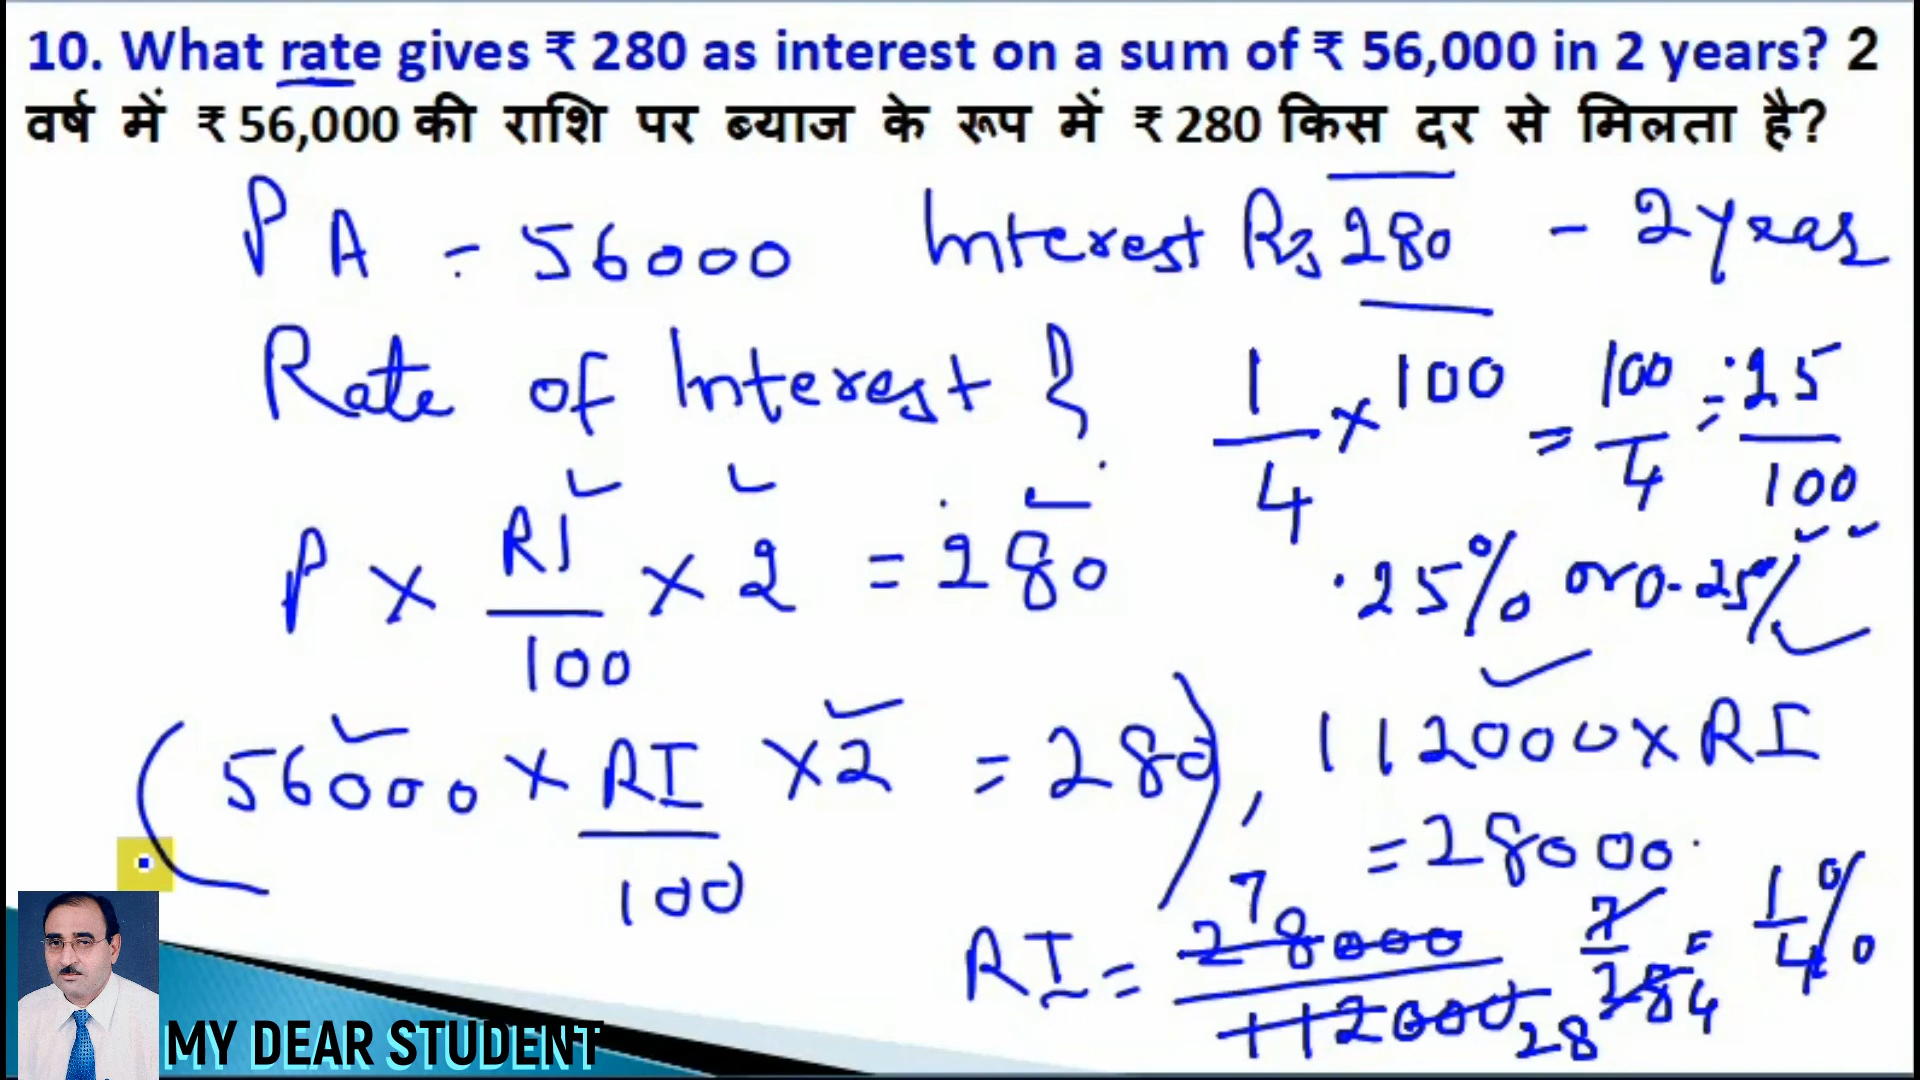 10. What rate gives ₹ 280 as interest on a sum of ₹ 56,000 in 2 years? 2
वर्ष में ₹ 56,000 की राशि पर ब्याज के रूप में ₹ 280 किस दर से मिलता है?
P A = 56000 Interest Rs 280 - 2 years
Rate of Interest ?
1/4 × 100 = 100/4 = .25/100
P × RI/100 × 2 = 280
.25% or 0.25%
(56000 × RI/100 × 2 = 280), 112000 × RI
= 28000
RI = 28000/112000 7/28 7/28 4 = 1/4 %
MY DEAR STUDENT